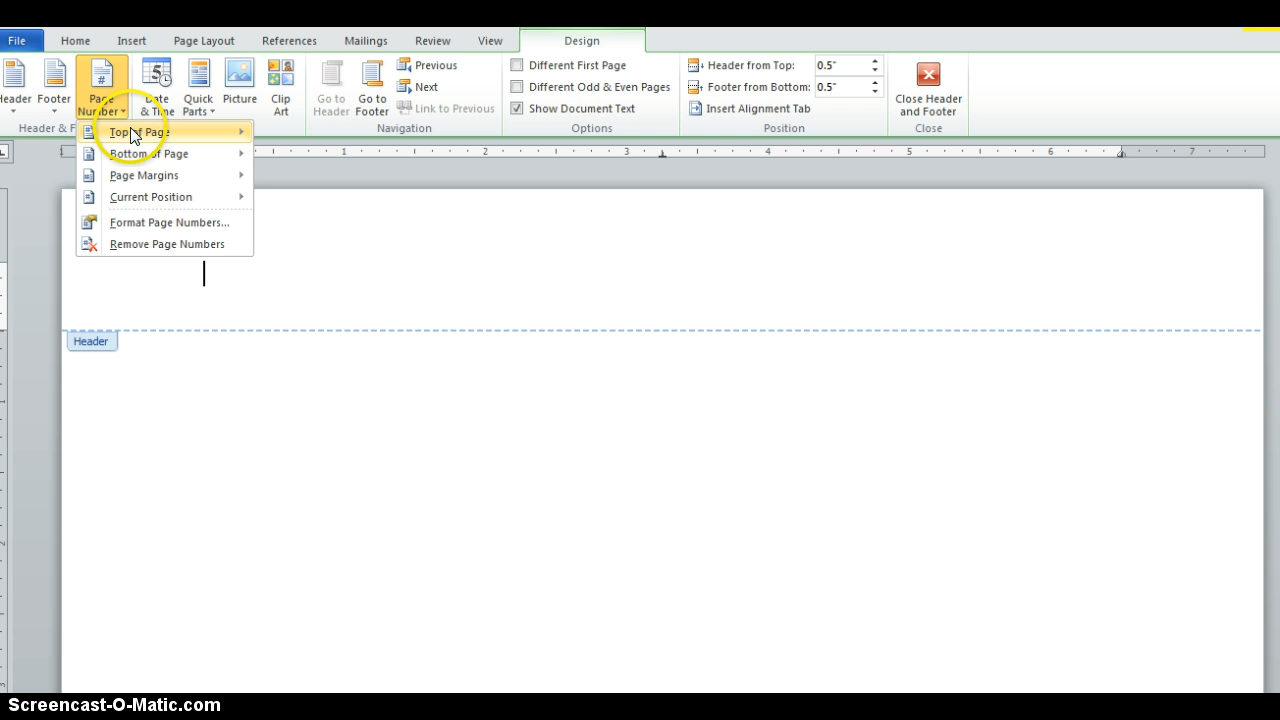 File Home Insert Page Layout References Mailings Review View Design
Header Footer Page Number Date & Time Quick Parts Picture Clip Art
Go to Header Go to Footer Previous Next Link to Previous
Different First Page
Different Odd & Even Pages
Show Document Text
Header from Top: 0.5"
Footer from Bottom: 0.5"
Insert Alignment Tab
Close Header and Footer
Header & F Navigation Options Position Close
Top of Page
Bottom of Page
Page Margins
Current Position
Format Page Numbers...
Remove Page Numbers
1 2 3 4 5 6 7
Header
1
2
3
Screencast-O-Matic.com